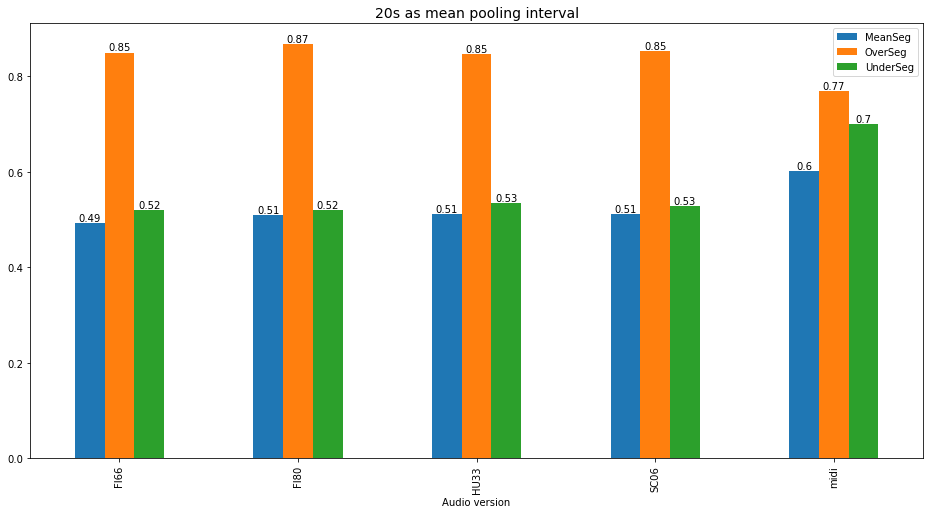 20s as mean pooling interval
MeanSeg
OverSeg
UnderSeg
0.8
0.6
0.4
0.2
0.0
0.49
0.85
0.52
0.51
0.87
0.52
0.51
0.85
0.53
0.51
0.85
0.53
0.6
0.77
0.7
FI66
FI80
HU33
SC06
midi
Audio version